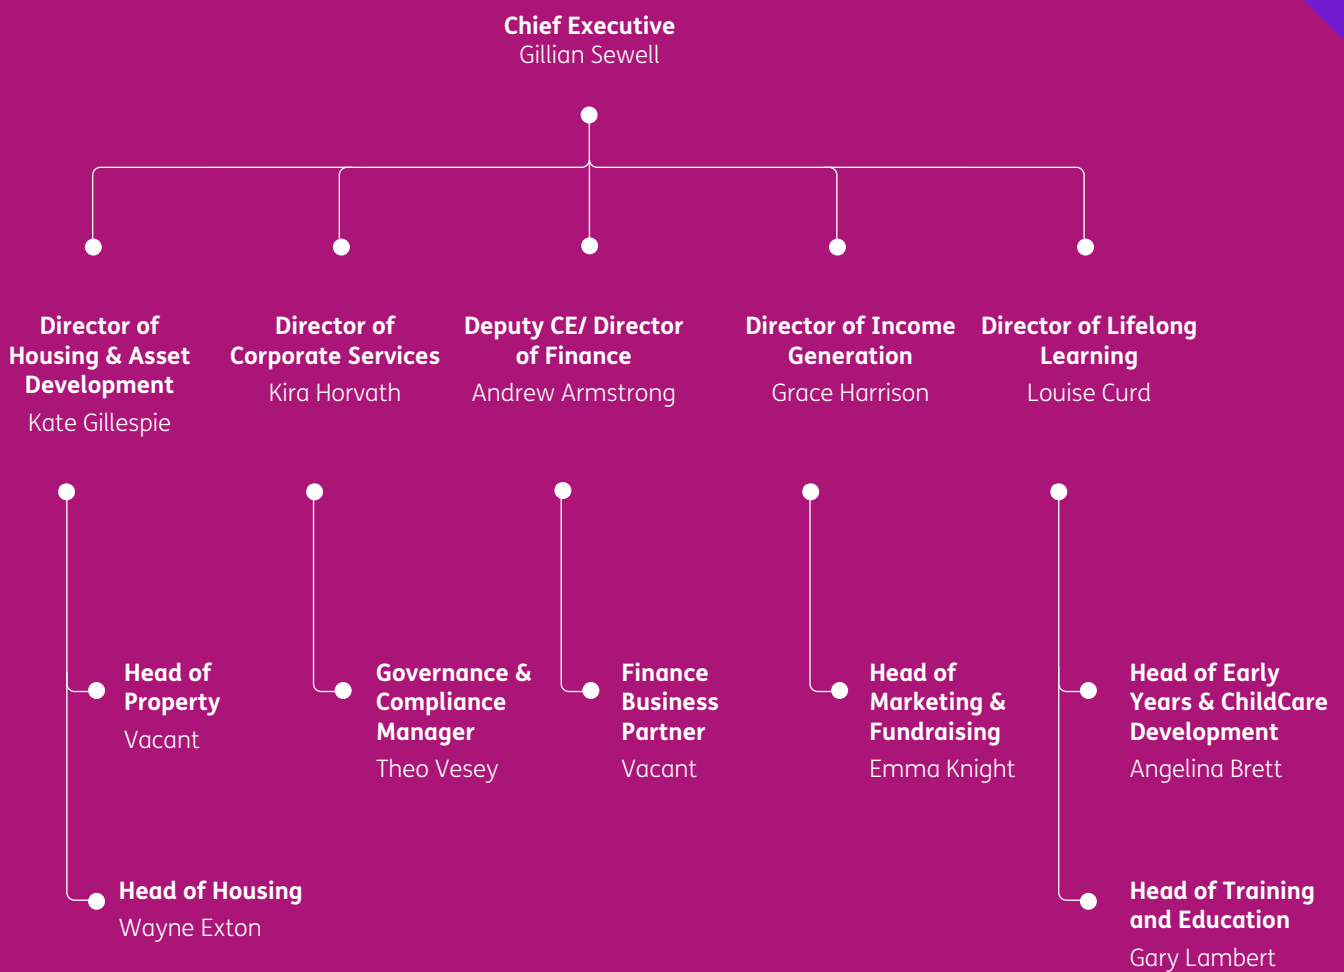 Chief Executive
Gillian Sewell
Director of
Housing & Asset
Development
Kate Gillespie
Director of
Corporate Services
Kira Horvath
Deputy CE/ Director
of Finance
Andrew Armstrong
Director of Income
Generation
Grace Harrison
Director of Lifelong
Learning
Louise Curd
Head of
Property
Vacant
Governance &
Compliance
Manager
Theo Vesey
Finance
Business
Partner
Vacant
Head of
Marketing &
Fundraising
Emma Knight
Head of Early
Years & ChildCare
Development
Angelina Brett
Head of Housing
Wayne Exton
Head of Training
and Education
Gary Lambert